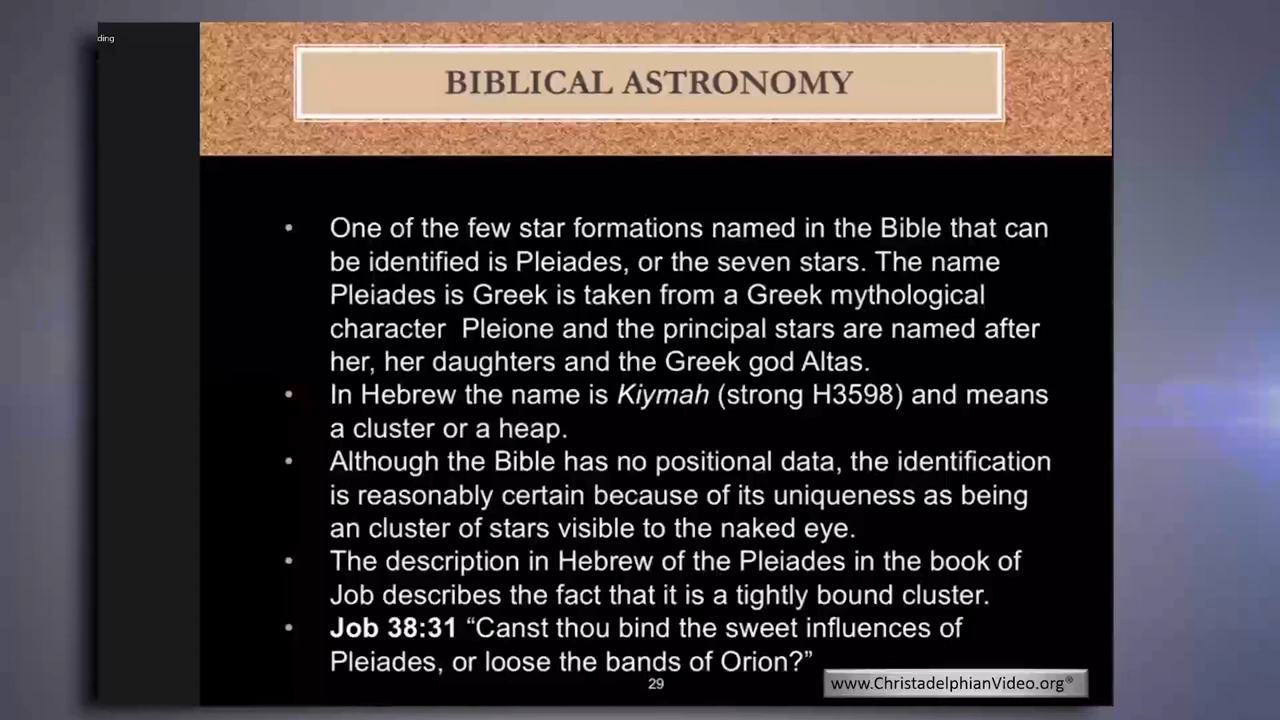 ding
BIBLICAL ASTRONOMY
• One of the few star formations named in the Bible that can
be identified is Pleiades, or the seven stars. The name
Pleiades is Greek is taken from a Greek mythological
character  Pleione and the principal stars are named after
her, her daughters and the Greek god Altas.
• In Hebrew the name is Kiymah (strong H3598) and means
a cluster or a heap.
• Although the Bible has no positional data, the identification
is reasonably certain because of its uniqueness as being
an cluster of stars visible to the naked eye.
• The description in Hebrew of the Pleiades in the book of
Job describes the fact that it is a tightly bound cluster.
• Job 38:31 “Canst thou bind the sweet influences of
Pleiades, or loose the bands of Orion?”
29
www.ChristadelphianVideo.org®